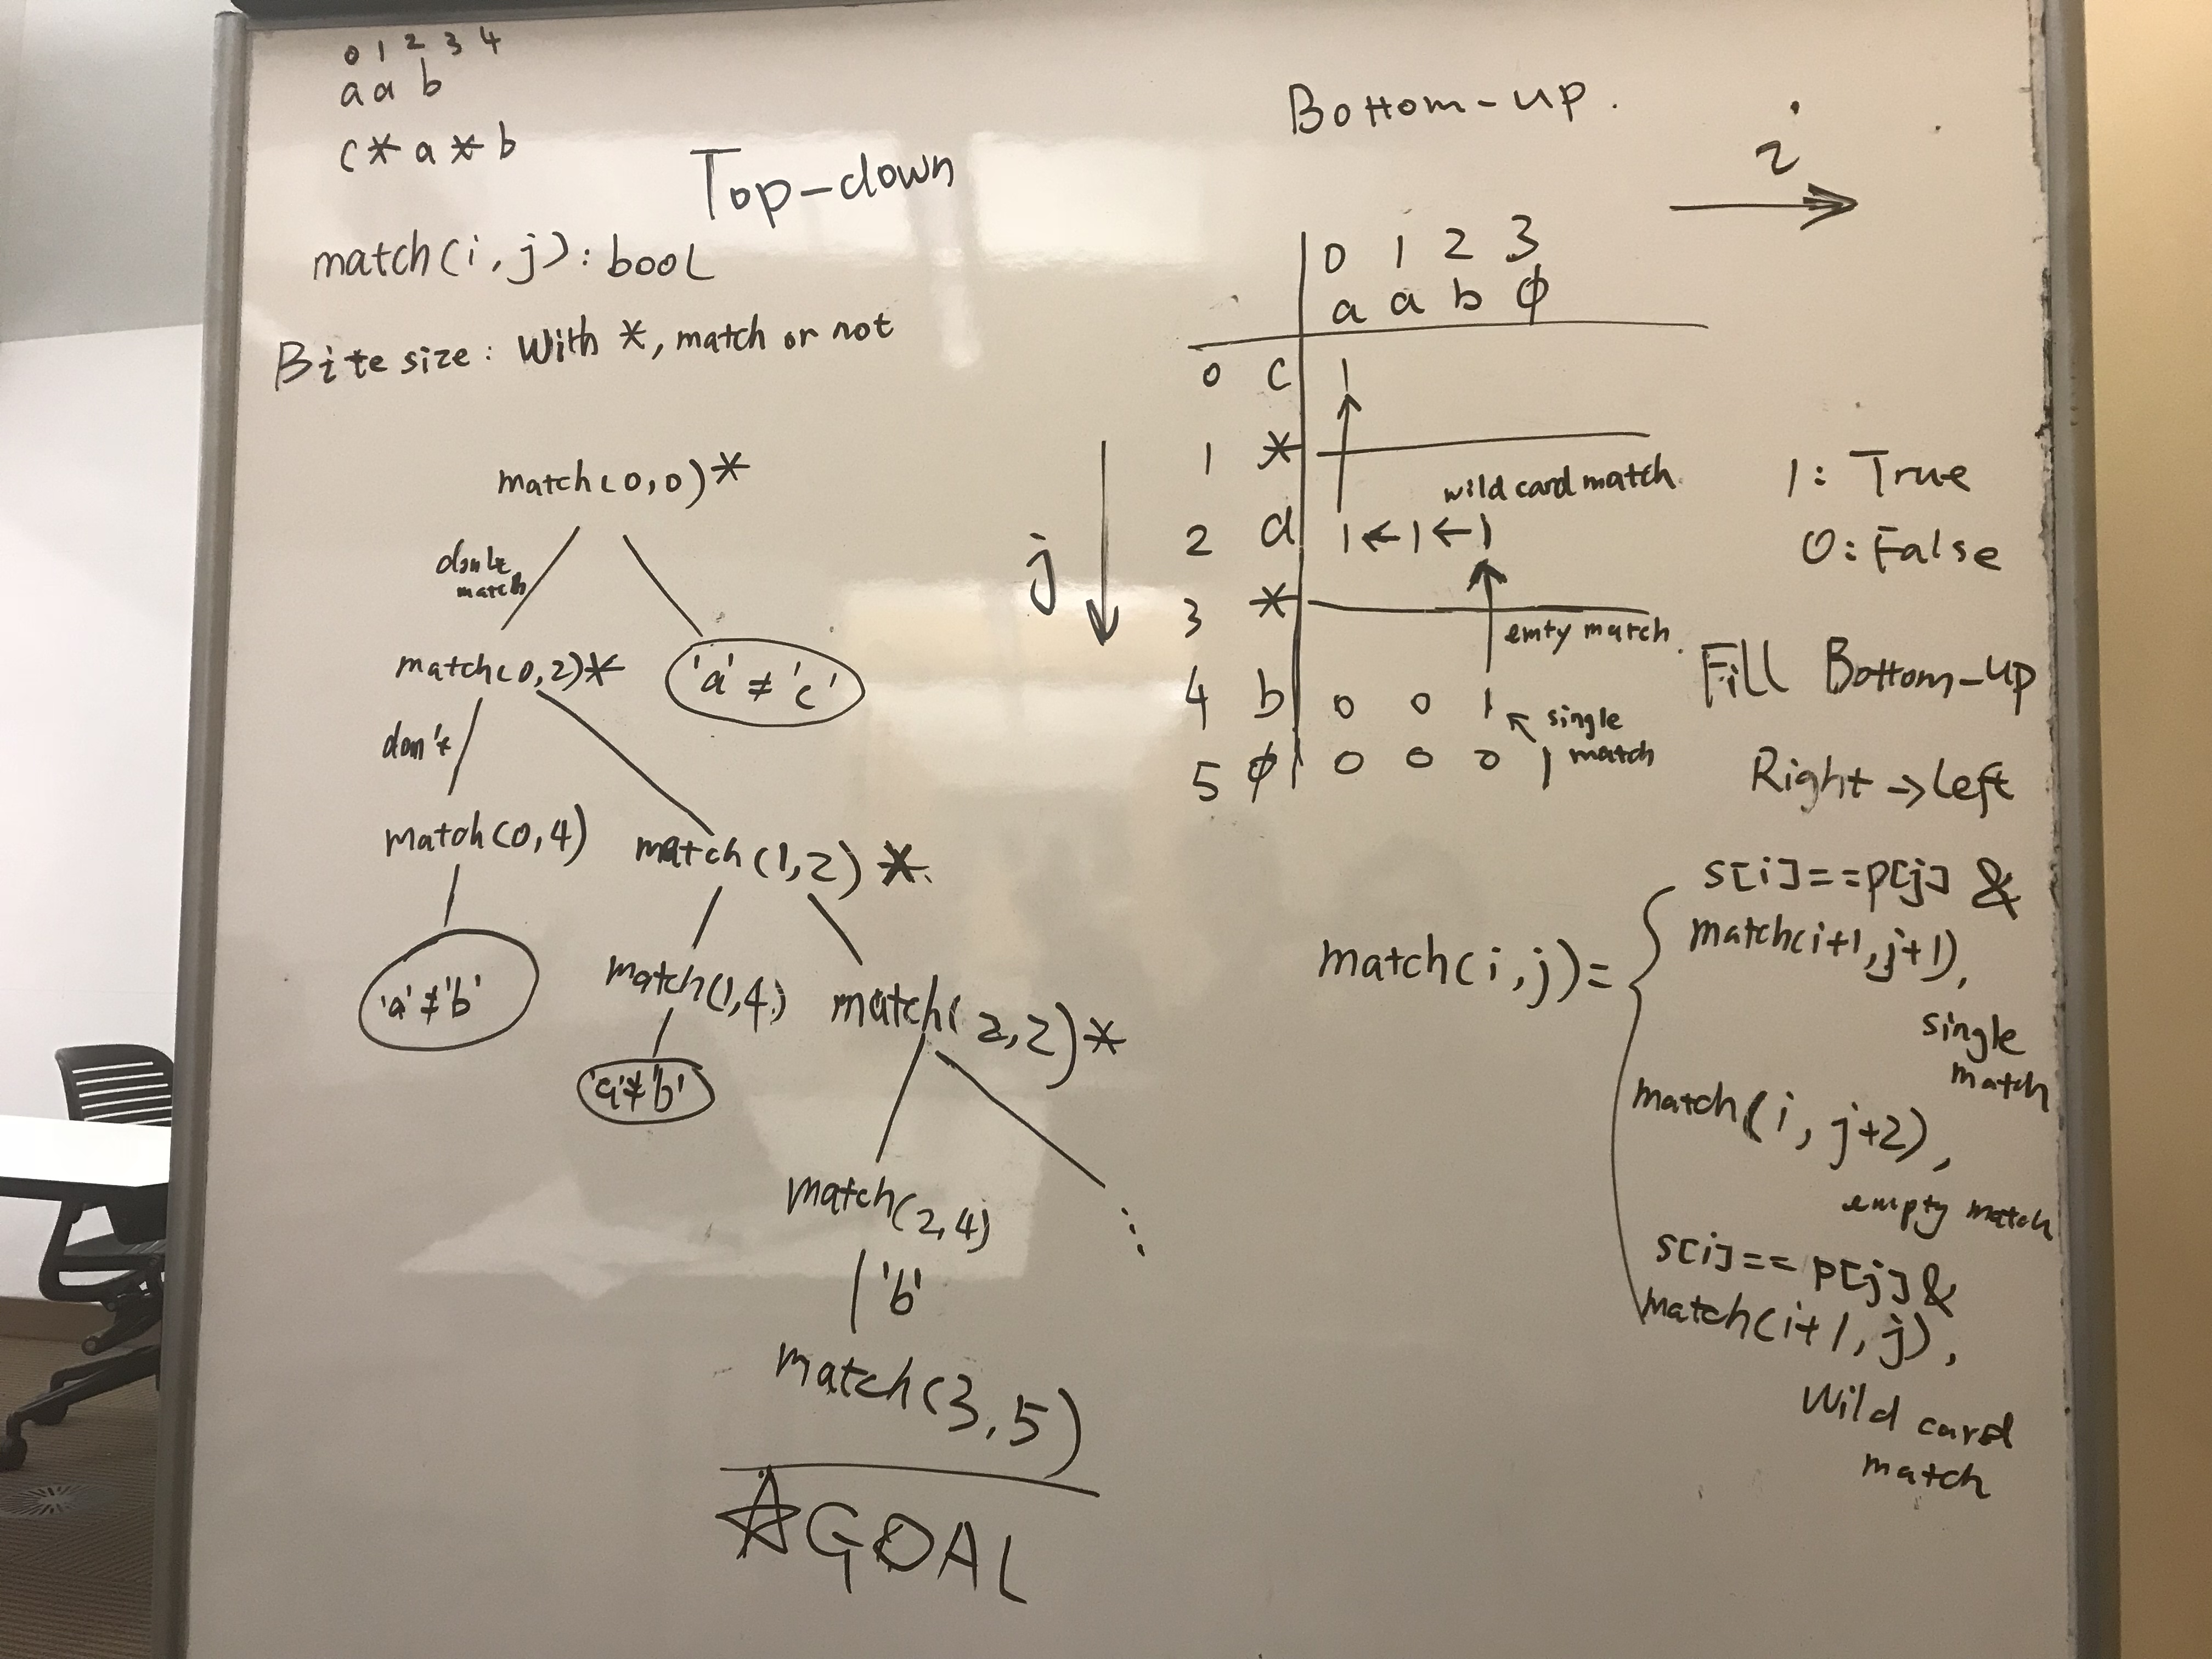 0 1 2 3 4
a a b
c * a * b
Top-down
match(i, j): bool
Bite size: With *, match or not
match(0,0)*
don't
match
match(0,2)*
'a' ≠ 'c'
don't
match(0,4)
match(1,2) *
'a' ≠ 'b'
match(1,4)
match(2,2)*
'a' ≠ 'b'
match(2,4)
'b'
match(3,5)
☆GOAL
Bottom-up.
i
0 1 2 3
a a b ϕ
0 c 1
1 *
wild card match
2 a 1 ← 1 ← 1
j
3 *
emty match
4 b 0 0 1 ↖ single
5 ϕ 0 0 0 1 match
1: True
0: False
Fill Bottom-up
Right → Left
match(i, j) =
s[i]==p[j] &
match(i+1, j+1),
single
match
match(i, j+2),
empty match
s[i]== p[j] &
match(i+1, j),
Wild card
match